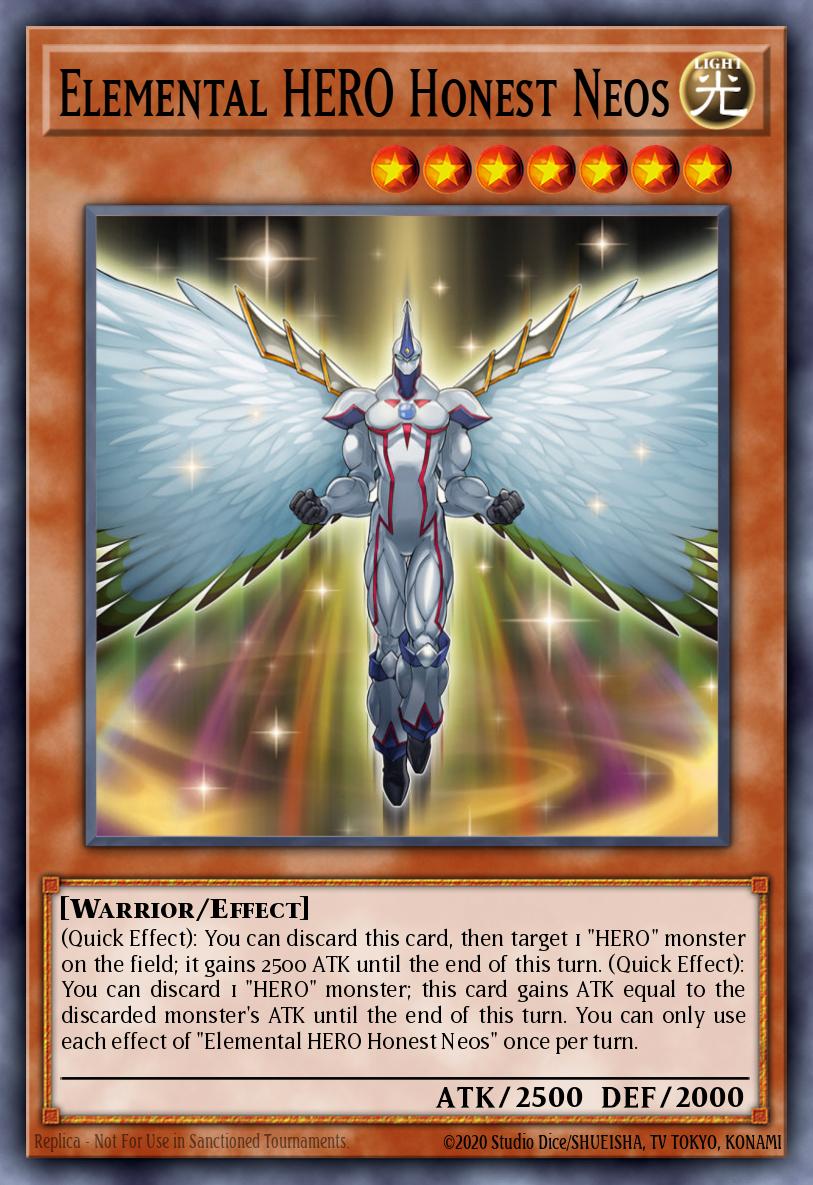 Elemental HERO Honest Neos
LIGHT
光
[Warrior/Effect]
(Quick Effect): You can discard this card, then target 1 "HERO" monster
on the field; it gains 2500 ATK until the end of this turn. (Quick Effect):
You can discard 1 "HERO" monster; this card gains ATK equal to the
discarded monster's ATK until the end of this turn. You can only use
each effect of "Elemental HERO Honest Neos" once per turn.
ATK/2500 DEF/2000
Replica - Not For Use in Sanctioned Tournaments.
©2020 Studio Dice/SHUEISHA, TV TOKYO, KONAMI